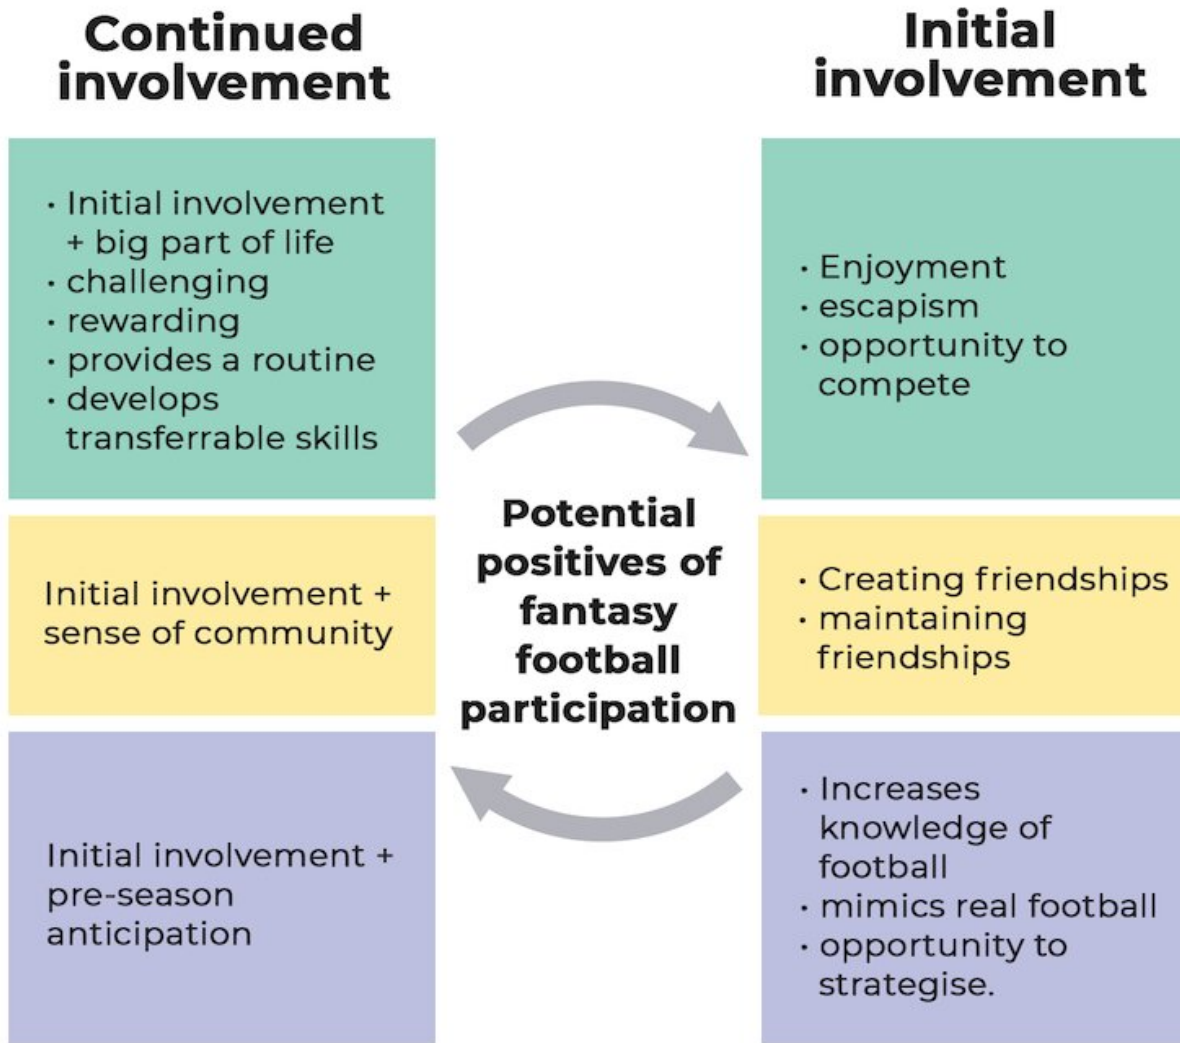 Continued
involvement
· Initial involvement
+ big part of life
· challenging
· rewarding
· provides a routine
· develops
transferrable skills
Initial involvement +
sense of community
Initial involvement +
pre-season
anticipation
Potential
positives of
fantasy
football
participation
Initial
involvement
· Enjoyment
· escapism
· opportunity to
compete
· Creating friendships
· maintaining
friendships
· Increases
knowledge of
football
· mimics real football
· opportunity to
strategise.